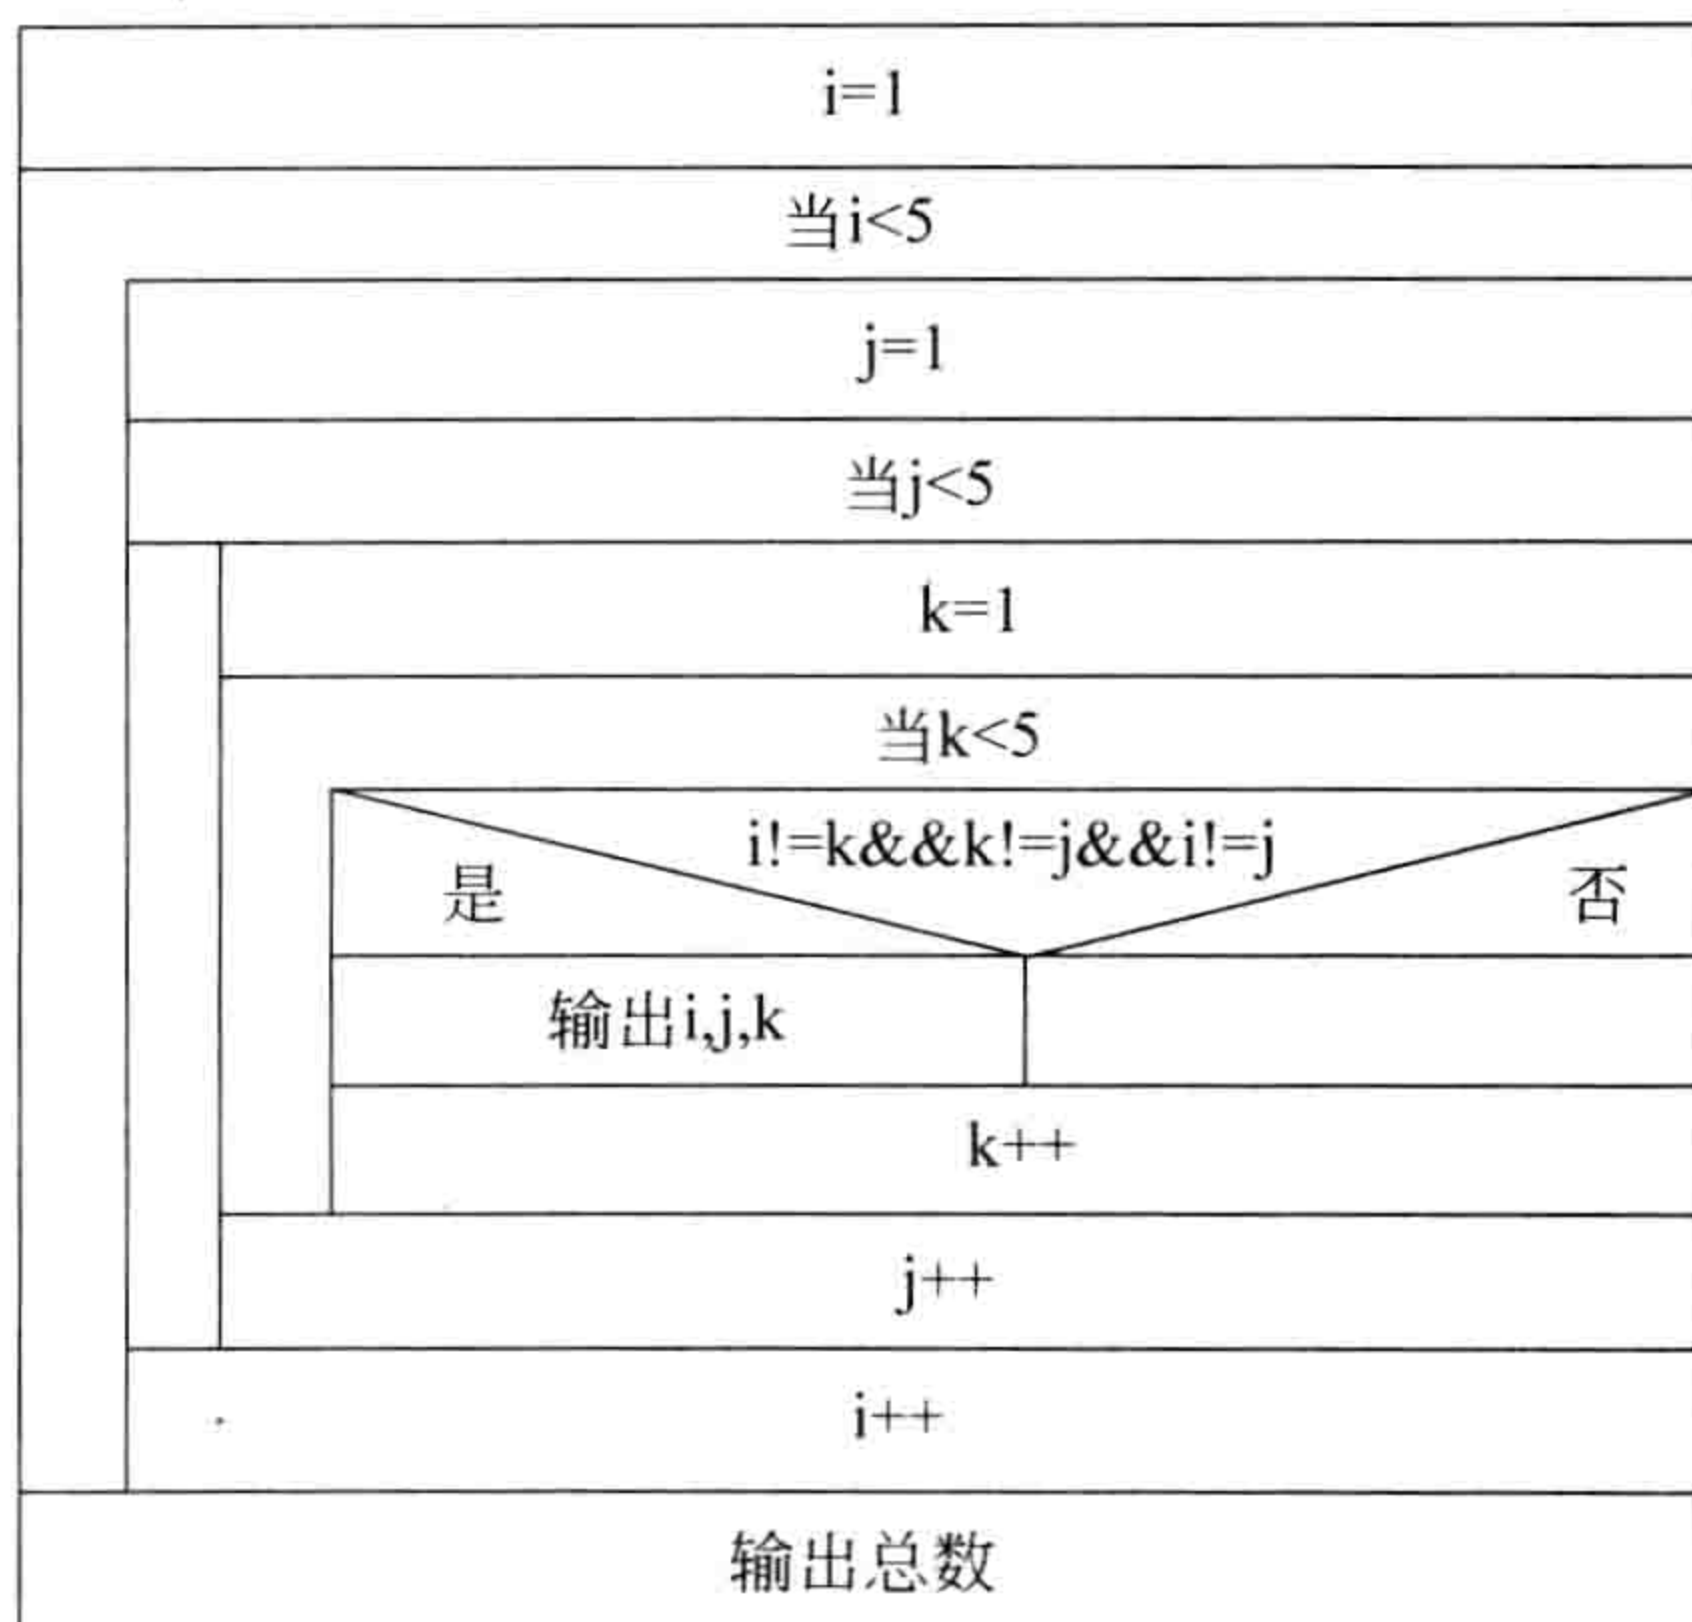 i=1
当i<5
j=1
当j<5
k=1
当k<5
i!=k&&k!=j&&i!=j
是
否
输出i,j,k
k++
j++
i++
输出总数